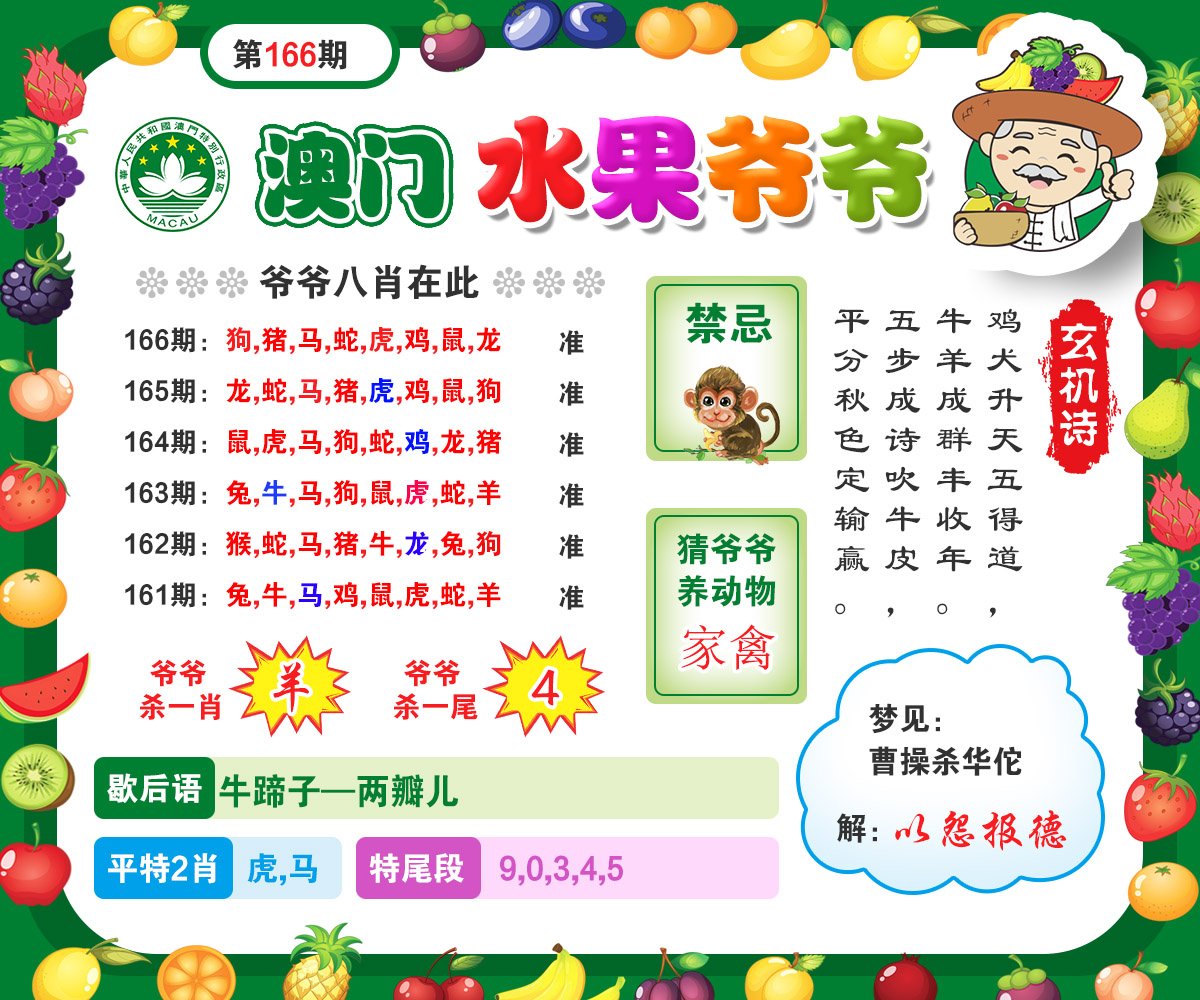 第166期
中華人民共和國澳門特別行政區
MACAU
澳门 水果爷爷
爷爷八肖在此
166期：狗,猪,马,蛇,虎,鸡,鼠,龙 准
165期：龙,蛇,马,猪,虎,鸡,鼠,狗 准
164期：鼠,虎,马,狗,蛇,鸡,龙,猪 准
163期：兔,牛,马,狗,鼠,虎,蛇,羊 准
162期：猴,蛇,马,猪,牛,龙,兔,狗 准
161期：兔,牛,马,鸡,鼠,虎,蛇,羊 准
爷爷
杀一肖
羊
爷爷
杀一尾
4
禁忌
猜爷爷
养动物
家禽
玄机诗
鸡犬升天五得道，
牛羊成群丰收年。
五步成诗吹牛皮，
平分秋色定输赢。
歇后语 牛蹄子—两瓣儿
平特2肖 虎,马
特尾段 9,0,3,4,5
梦见：
曹操杀华佗
解：以怨报德